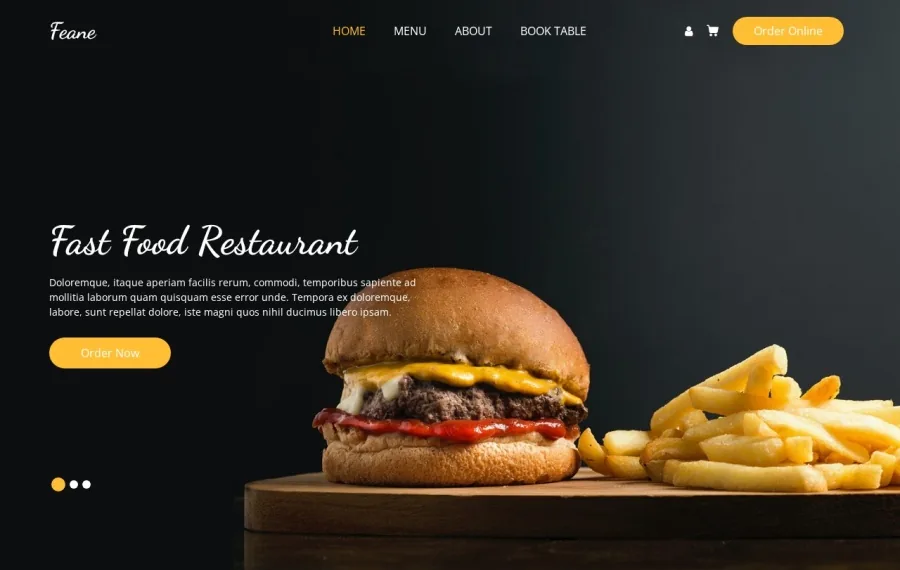 Feane
HOME MENU ABOUT BOOK TABLE
Order Online
Fast Food Restaurant
Doloremque, itaque aperiam facilis rerum, commodi, temporibus sapiente ad
mollitia laborum quam quisquam esse error unde. Tempora ex doloremque,
labore, sunt repellat dolore, iste magni quos nihil ducimus libero ipsam.
Order Now